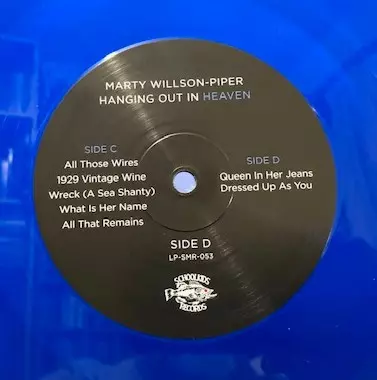 MARTY WILLSON-PIPER
HANGING OUT IN HEAVEN
SIDE C
All Those Wires
1929 Vintage Wine
Wreck (A Sea Shanty)
What Is Her Name
All That Remains
SIDE D
Queen In Her Jeans
Dressed Up As You
SIDE D
LP-SMR-053
SCHOOLKIDS
RECORDS